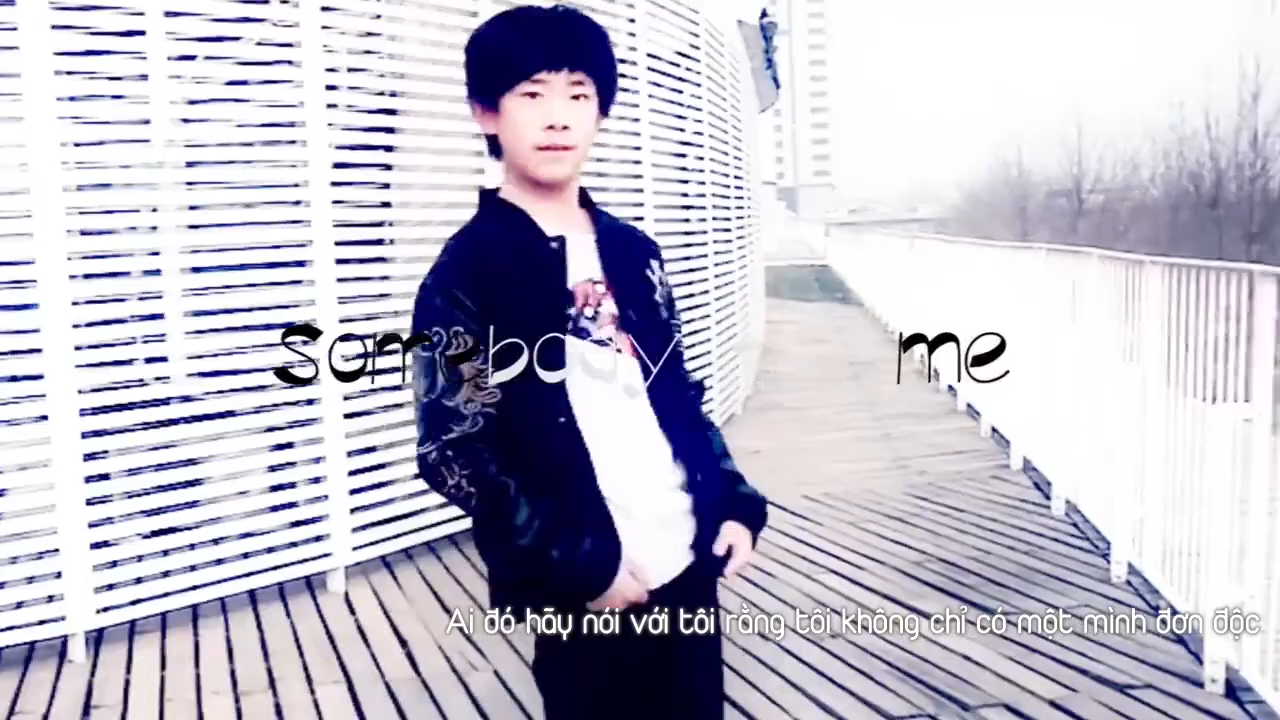 somebody me
Ai đó hãy nói với tôi rằng tôi không chỉ có một mình đơn độc